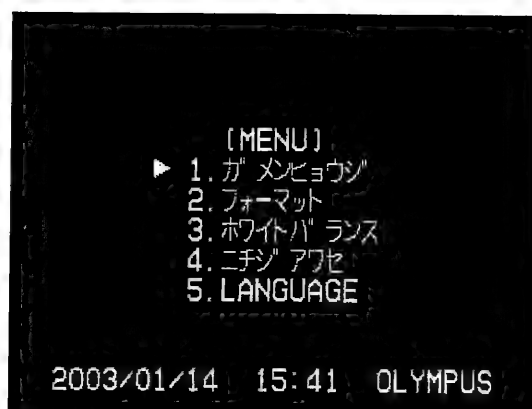 [MENU]
▶ 1. ガメンヒョウジ
2. フォーマット
3. ホワイトバランス
4. ニチジアワセ
5. LANGUAGE
2003/01/14 15:41 OLYMPUS